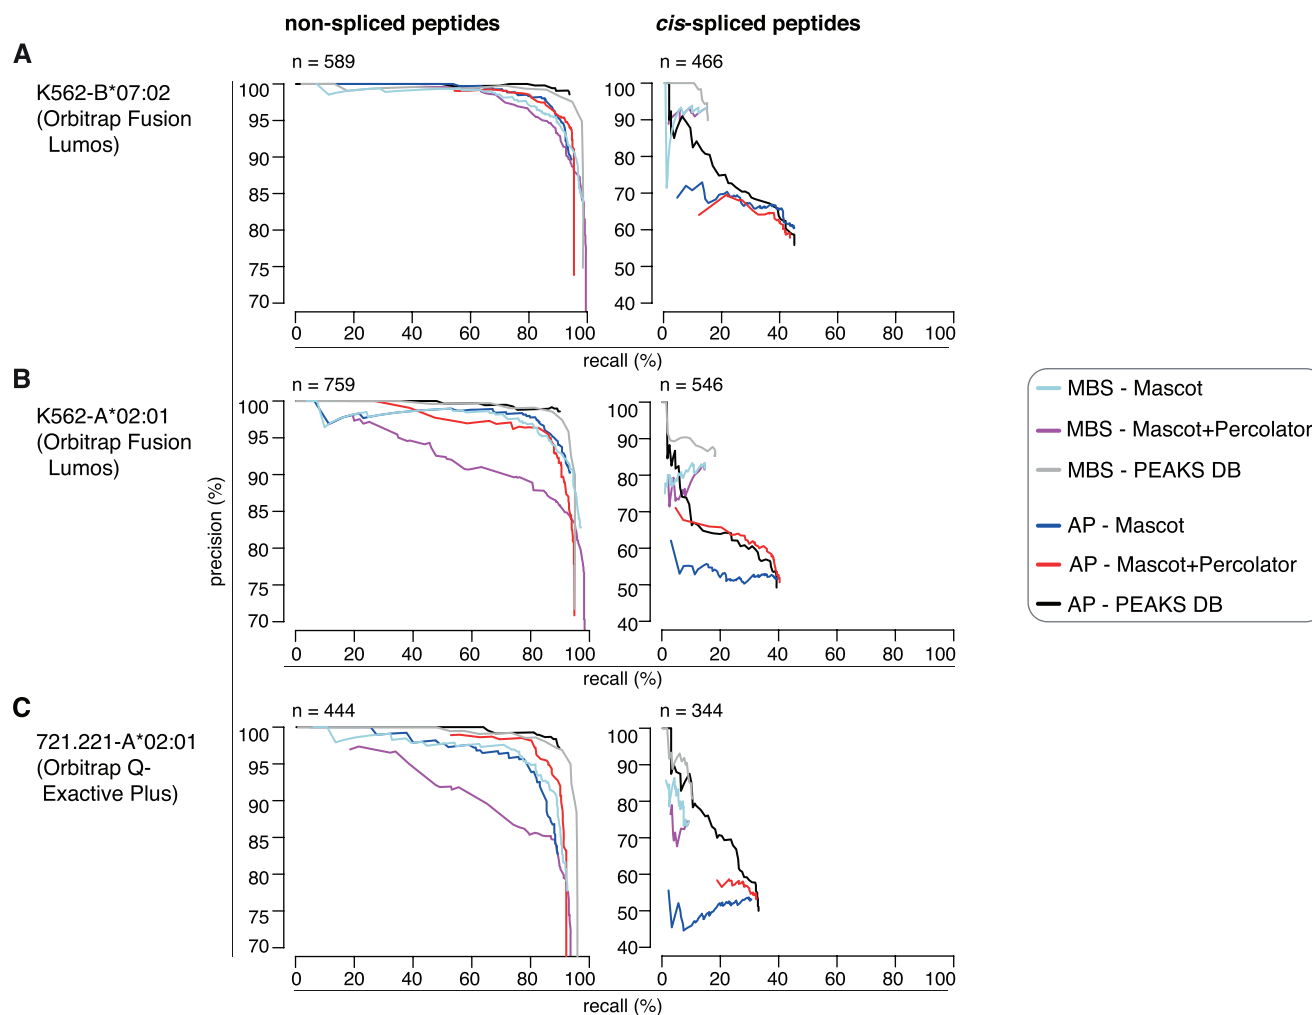 non-spliced peptides
cis-spliced peptides
A
K562-B*07:02
(Orbitrap Fusion
Lumos)
n = 589
100
95
90
85
80
75
70
0 20 40 60 80 100
n = 466
100
90
80
70
60
50
40
0 20 40 60 80 100
recall (%)
B
K562-A*02:01
(Orbitrap Fusion
Lumos)
precision (%)
n = 759
100
95
90
85
80
75
70
0 20 40 60 80 100
n = 546
100
90
80
70
60
50
40
0 20 40 60 80 100
recall (%)
C
721.221-A*02:01
(Orbitrap Q-
Exactive Plus)
n = 444
100
95
90
85
80
75
70
0 20 40 60 80 100
n = 344
100
90
80
70
60
50
40
0 20 40 60 80 100
recall (%)
MBS - Mascot
MBS - Mascot+Percolator
MBS - PEAKS DB
AP - Mascot
AP - Mascot+Percolator
AP - PEAKS DB